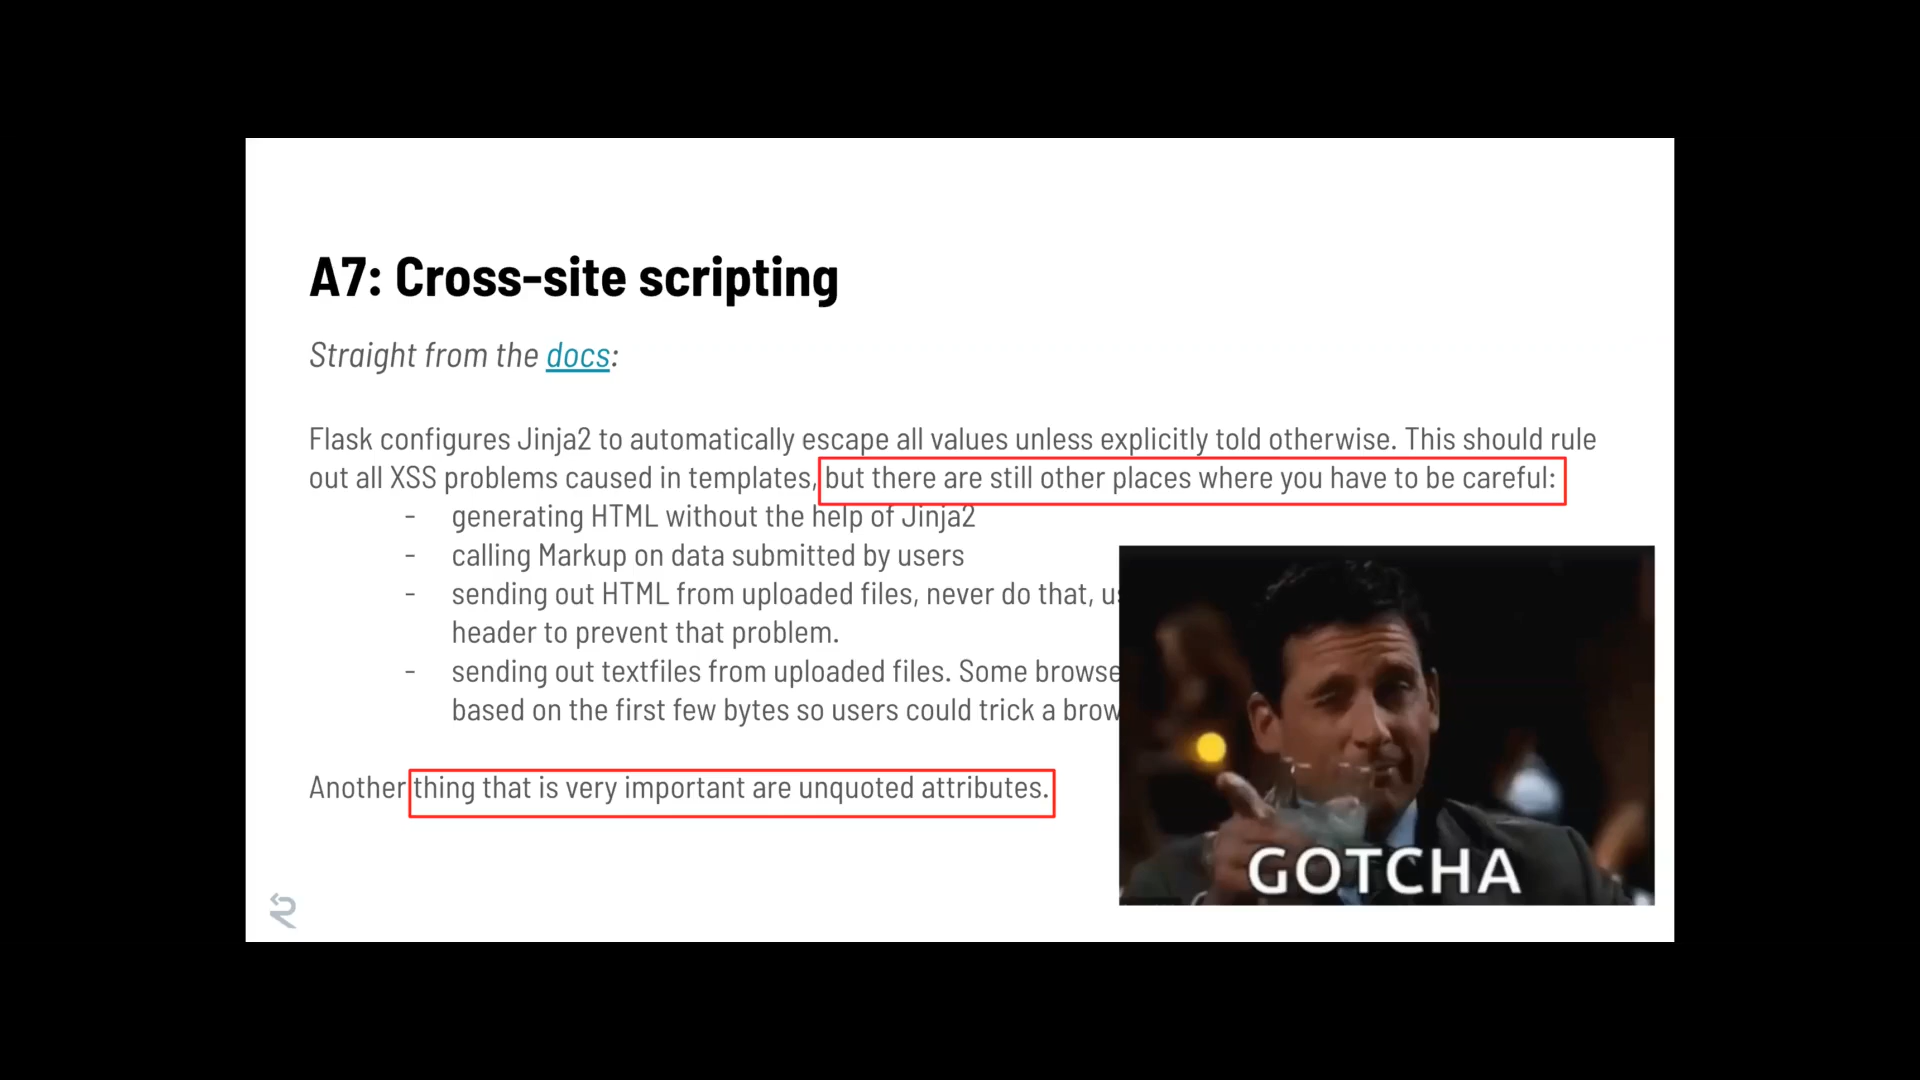 A7: Cross-site scripting
Straight from the docs:
Flask configures Jinja2 to automatically escape all values unless explicitly told otherwise. This should rule
out all XSS problems caused in templates, but there are still other places where you have to be careful:
- generating HTML without the help of Jinja2
- calling Markup on data submitted by users
- sending out HTML from uploaded files, never do that,
header to prevent that problem.
- sending out textfiles from uploaded files. Some
based on the first few bytes so users could trick a
Another thing that is very important are unquoted attributes.
GOTCHA